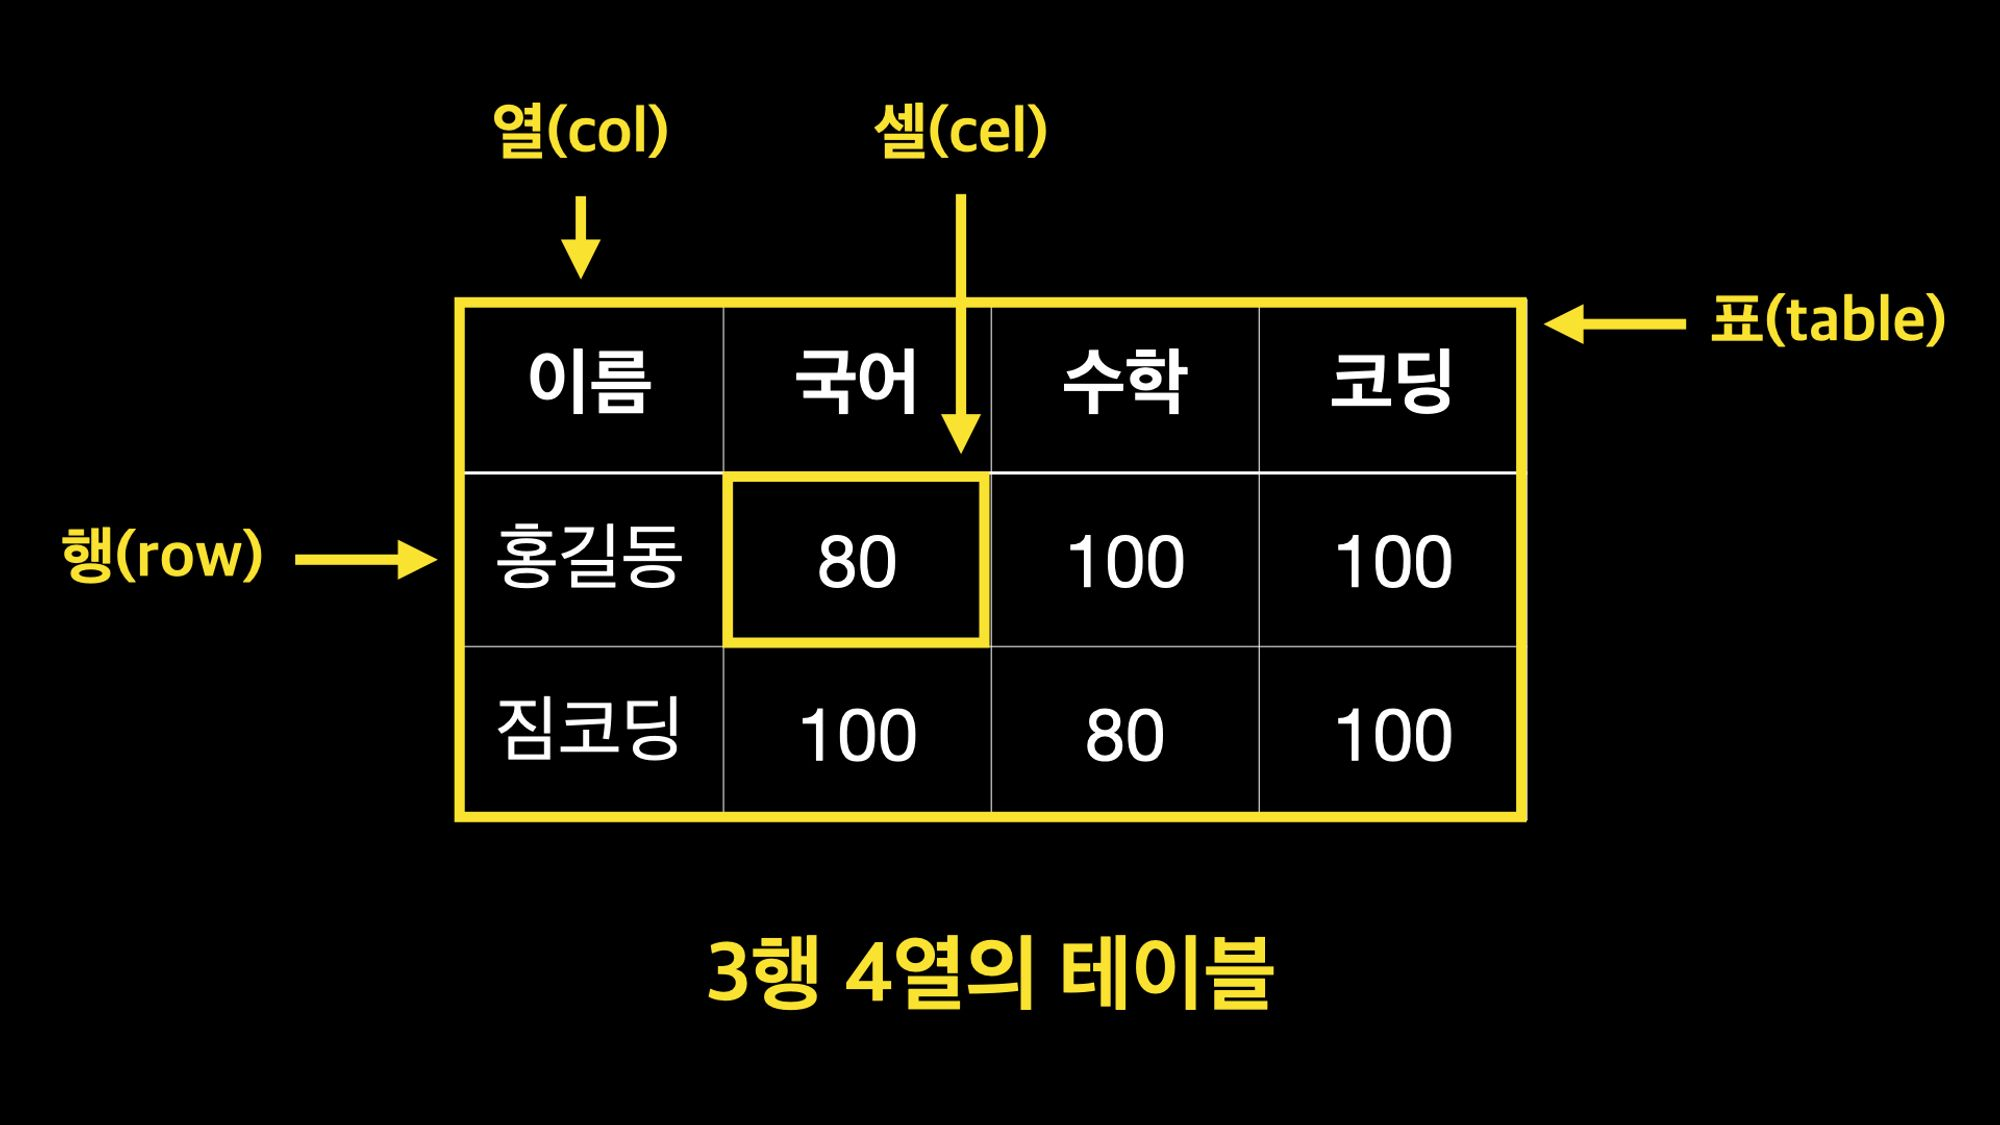 열(col) 셀(cel)
표(table)
이름 국어 수학 코딩
행(row) 홍길동 80 100 100
짐코딩 100 80 100
3행 4열의 테이블